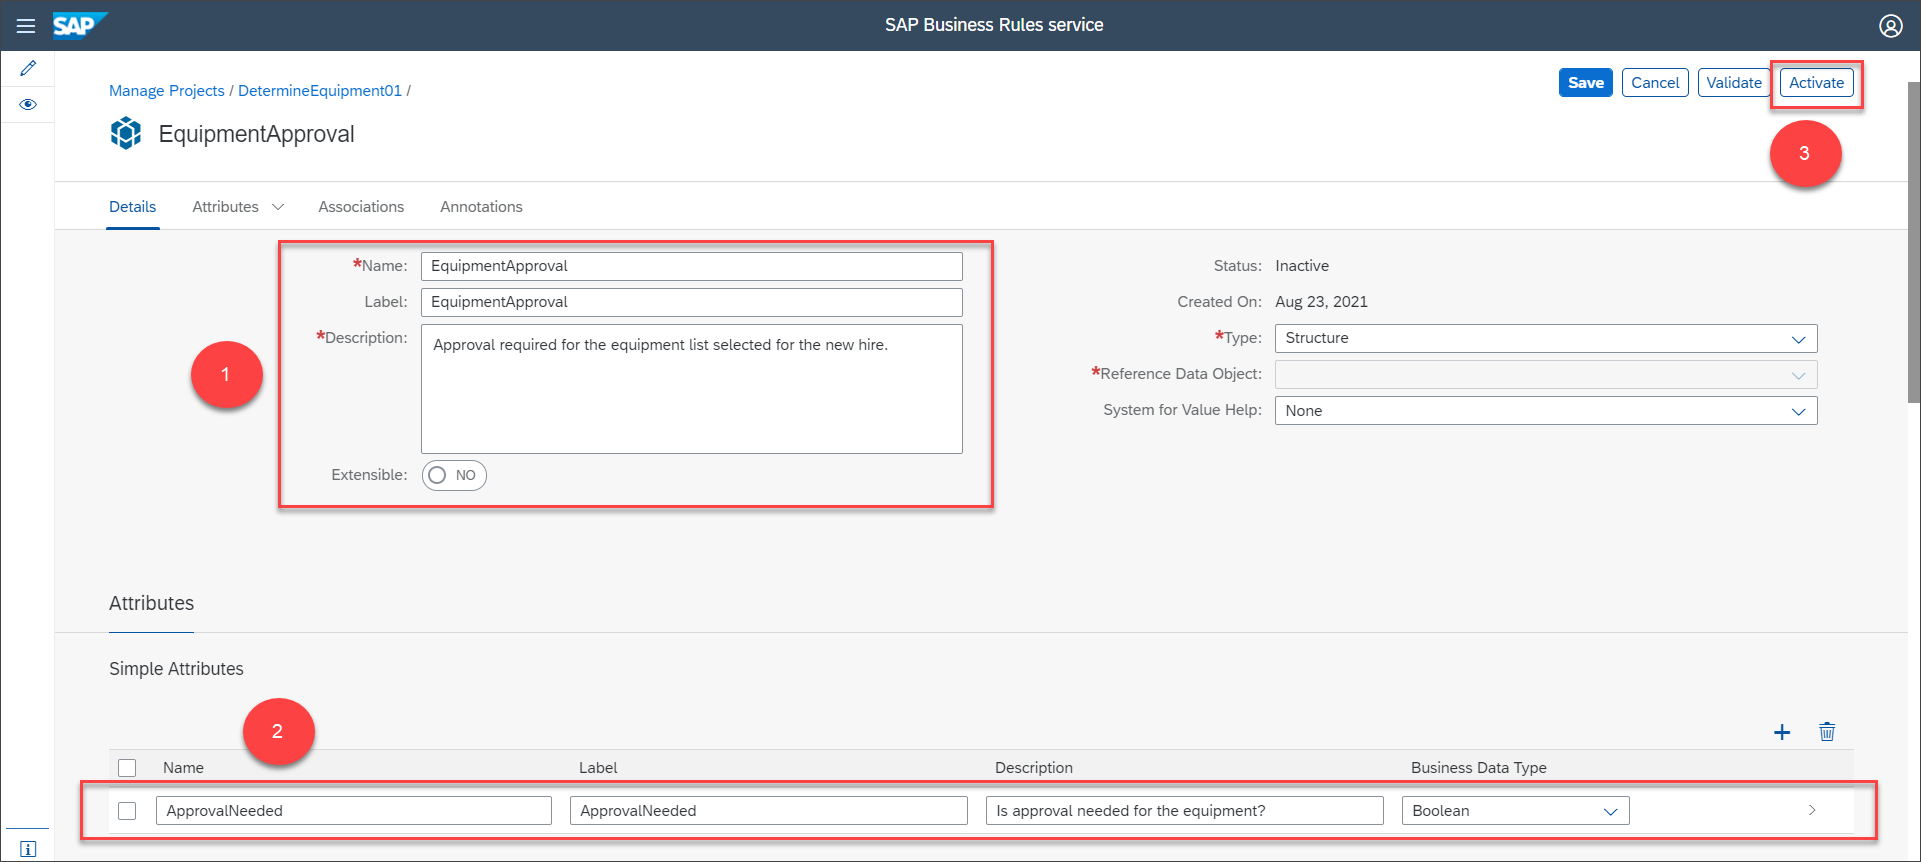 SAP SAP Business Rules service
Manage Projects / DetermineEquipment01 /
Save Cancel Validate Activate
EquipmentApproval
3
Details Attributes Associations Annotations
*Name: EquipmentApproval
Label: EquipmentApproval
*Description: Approval required for the equipment list selected for the new hire.
Extensible: NO
1
Status: Inactive
Created On: Aug 23, 2021
*Type: Structure
*Reference Data Object:
System for Value Help: None
Attributes
Simple Attributes
2
Name Label Description Business Data Type
ApprovalNeeded ApprovalNeeded Is approval needed for the equipment? Boolean